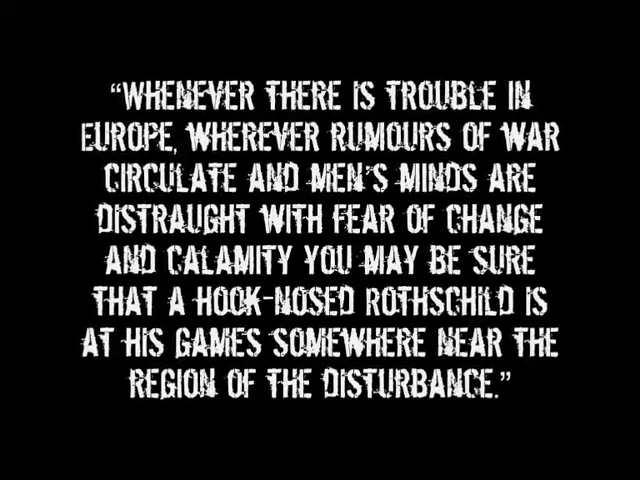 “WHENEVER THERE IS TROUBLE IN
EUROPE, WHEREVER RUMOURS OF WAR
CIRCULATE AND MEN’S MINDS ARE
DISTRAUGHT WITH FEAR OF CHANGE
AND CALAMITY YOU MAY BE SURE
THAT A HOOK-NOSED ROTHSCHILD IS
AT HIS GAMES SOMEWHERE NEAR THE
REGION OF THE DISTURBANCE.”